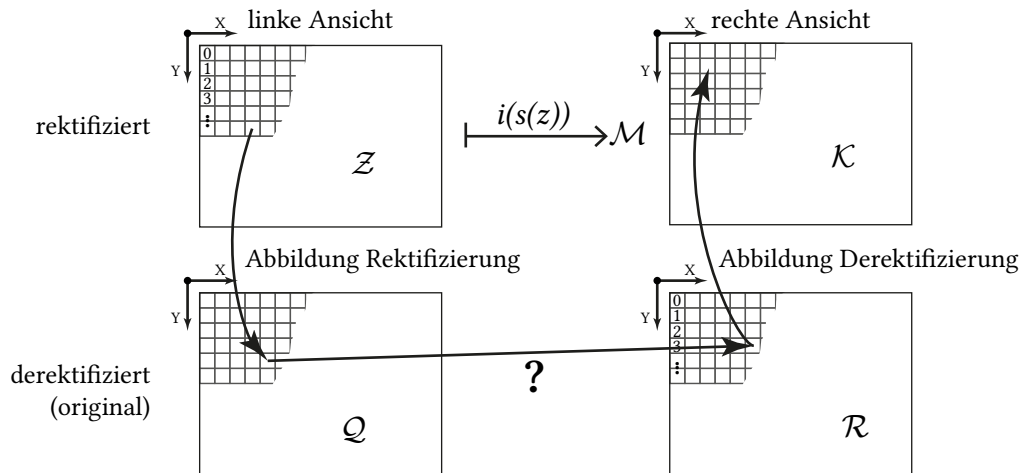 linke Ansicht
rechte Ansicht
X
X
Y
0
1
2
3
⋮
Y
rektifiziert
i(s(z))
ℳ
𝒵
𝒦
Abbildung Rektifizierung
Abbildung Derektifizierung
X
X
Y
Y
0
1
2
3
⋮
?
derektifiziert
(original)
𝒬
ℛ